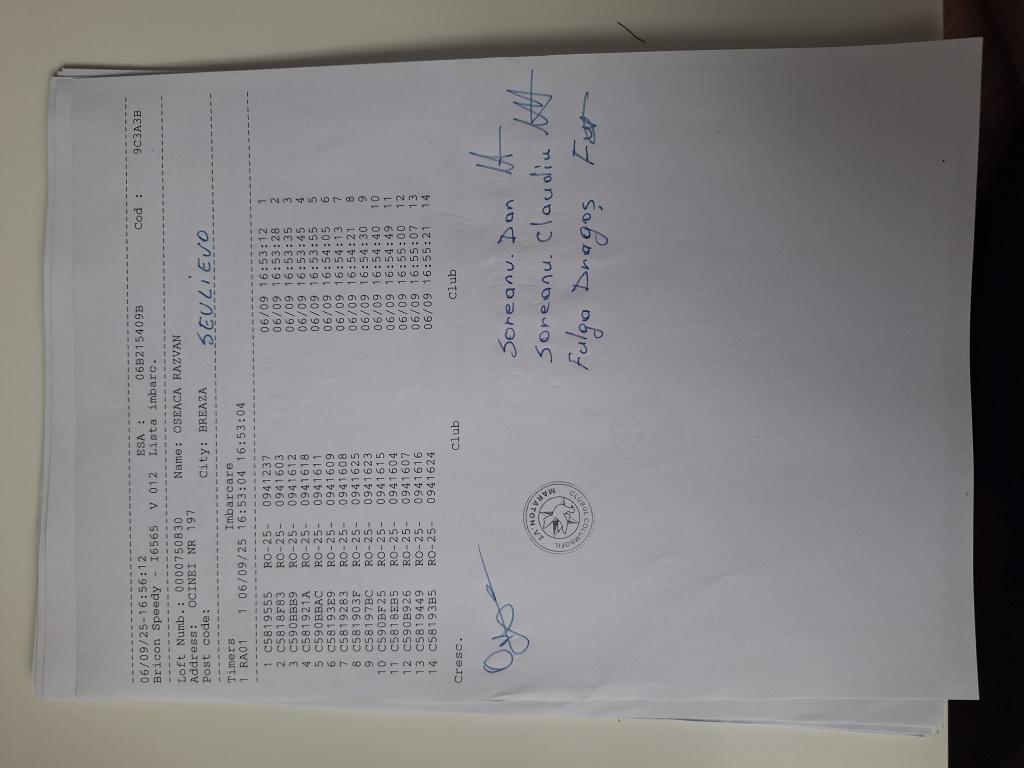 06/09/25-16:56:12 ESA : 06B215409B Cod : 9C3A3B
Bricon Speedy - I6565 V 012 Lista imbarc.
Loft Numb.: 0000750830 Name: OSEACA RAZVAN
Address: OCINEI NR 197
Post code: City: BREAZA SEVLIEVO
Timers Imbarcare
1 RA01 1 06/09/25 16:53:04 16:53:04
1 C5819555 RO-25- 0941237 06/09 16:53:12 1
2 C5818F83 RO-25- 0941603 06/09 16:53:28 2
3 C590BBB9 RO-25- 0941612 06/09 16:53:35 3
4 C581921A RO-25- 0941618 06/09 16:53:45 4
5 C590BBAC RO-25- 0941611 06/09 16:53:55 5
6 C58193E9 RO-25- 0941609 06/09 16:54:05 6
7 C5819283 RO-25- 0941608 06/09 16:54:13 7
8 C581903F RO-25- 0941625 06/09 16:54:21 8
9 C58197BC RO-25- 0941623 06/09 16:54:30 9
10 C590BF25 RO-25- 0941615 06/09 16:54:40 10
11 C5818EB5 RO-25- 0941604 06/09 16:54:49 11
12 C590B926 RO-25- 0941607 06/09 16:55:00 12
13 C5819449 RO-25- 0941616 06/09 16:55:07 13
14 C58193B5 RO-25- 0941624 06/09 16:55:21 14
Cresc. Club Club
Soreanu. Dan
Soreanu. Claudiu
Fulga Dragoș
CLUBUL COLUMBOFIL
MARATON